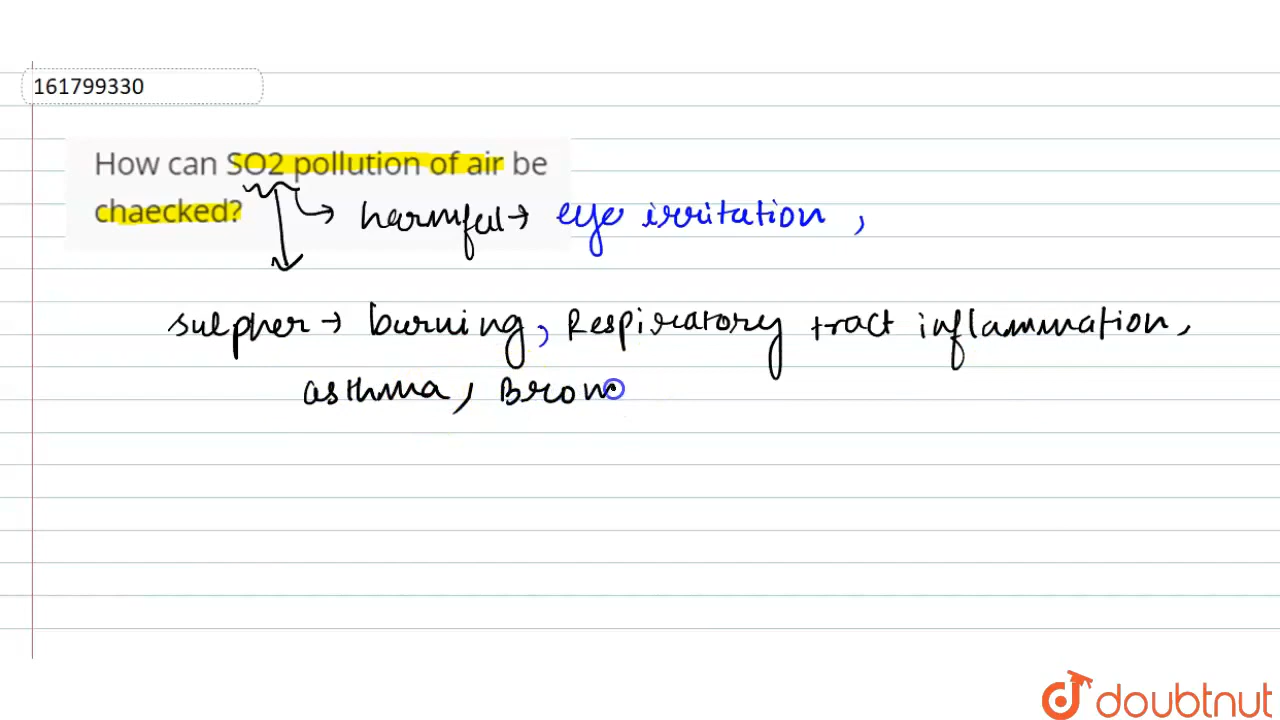 161799330
How can SO2 pollution of air be
chaecked?
harmful → eye irritation ,
sulpher → burning , Respiratory tract inflammation ,
asthma , Bron
doubtnut